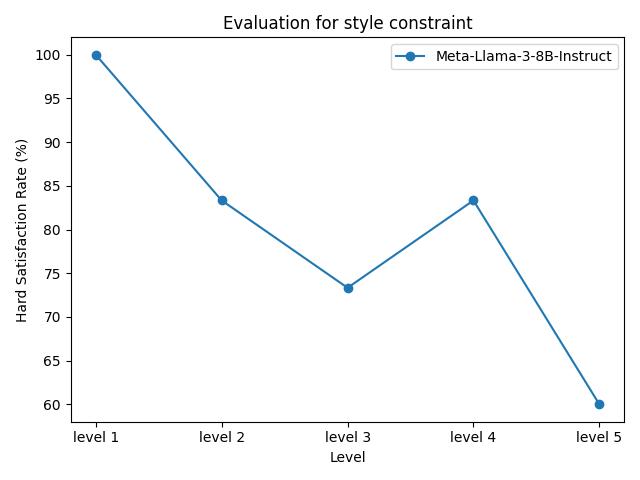 Evaluation for style constraint
Meta-Llama-3-8B-Instruct
Hard Satisfaction Rate (%)
100
95
90
85
80
75
70
65
60
level 1 level 2 level 3 level 4 level 5
Level